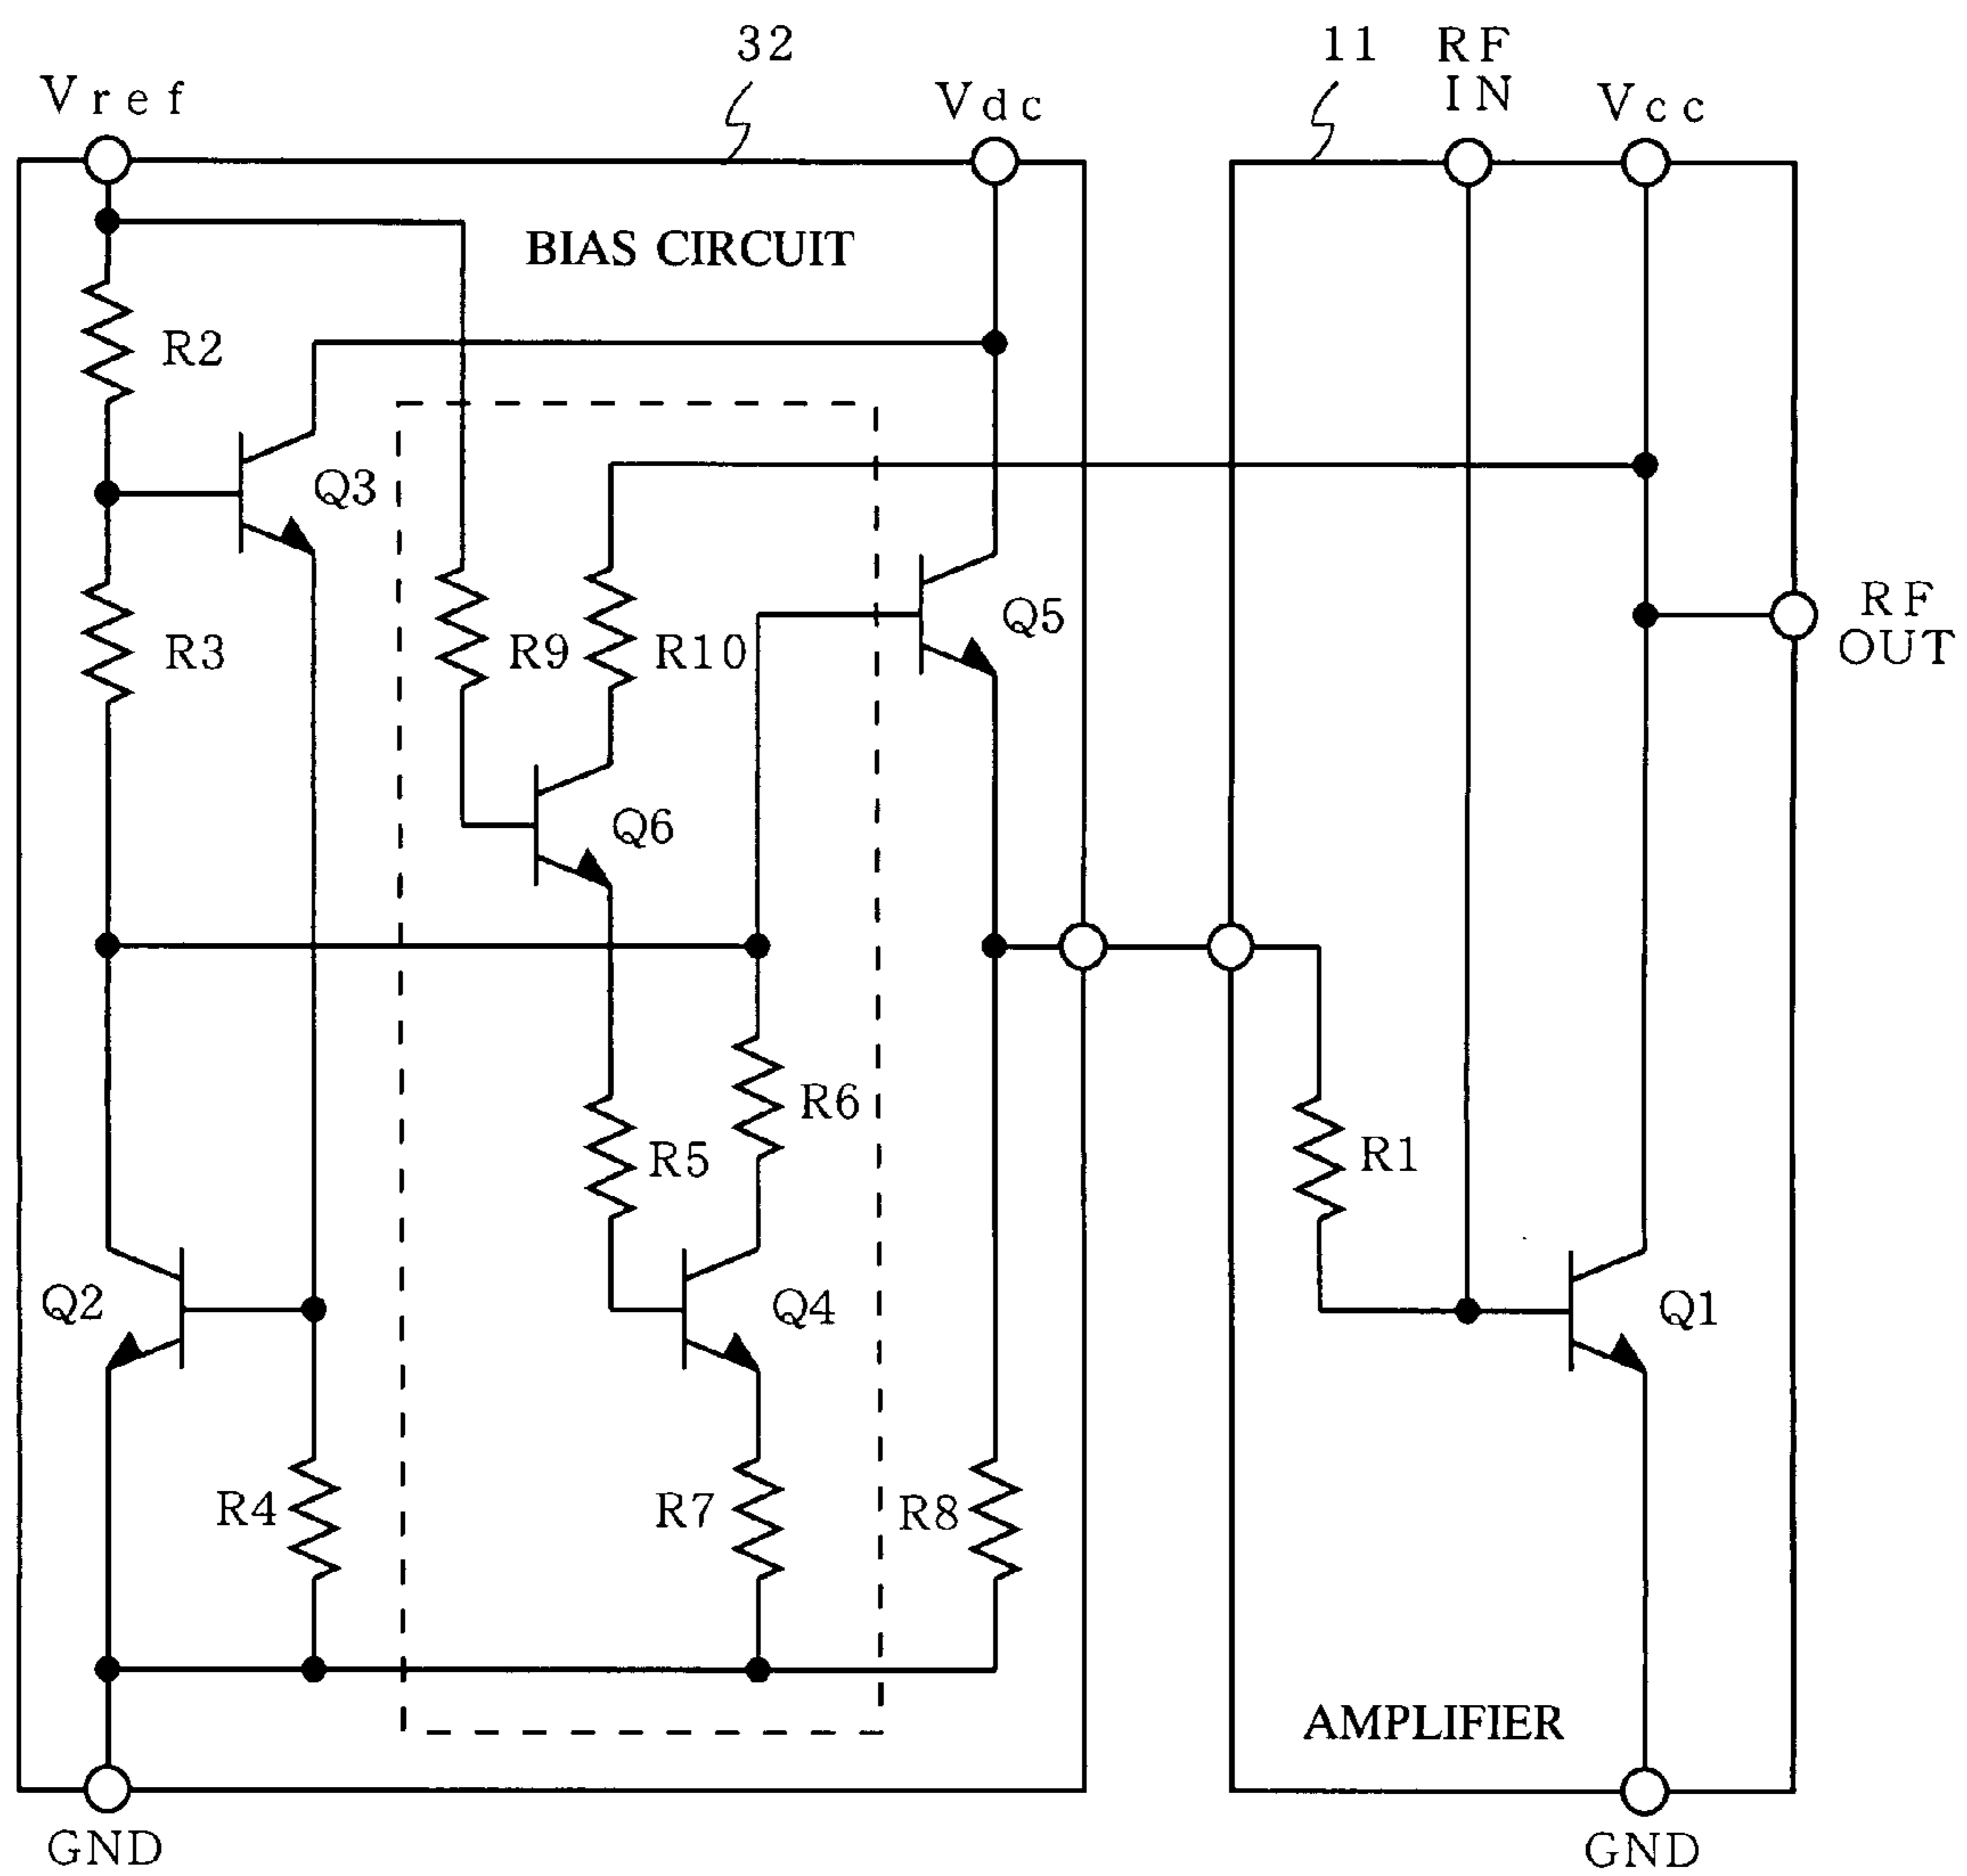 32
11
RF
IN
Vref
Vdc
Vcc
BIAS CIRCUIT
R2
Q3
Q5
RF
OUT
R3
R9
R10
Q6
R6
R5
R1
Q2
Q4
Q1
R4
R7
R8
AMPLIFIER
GND
GND